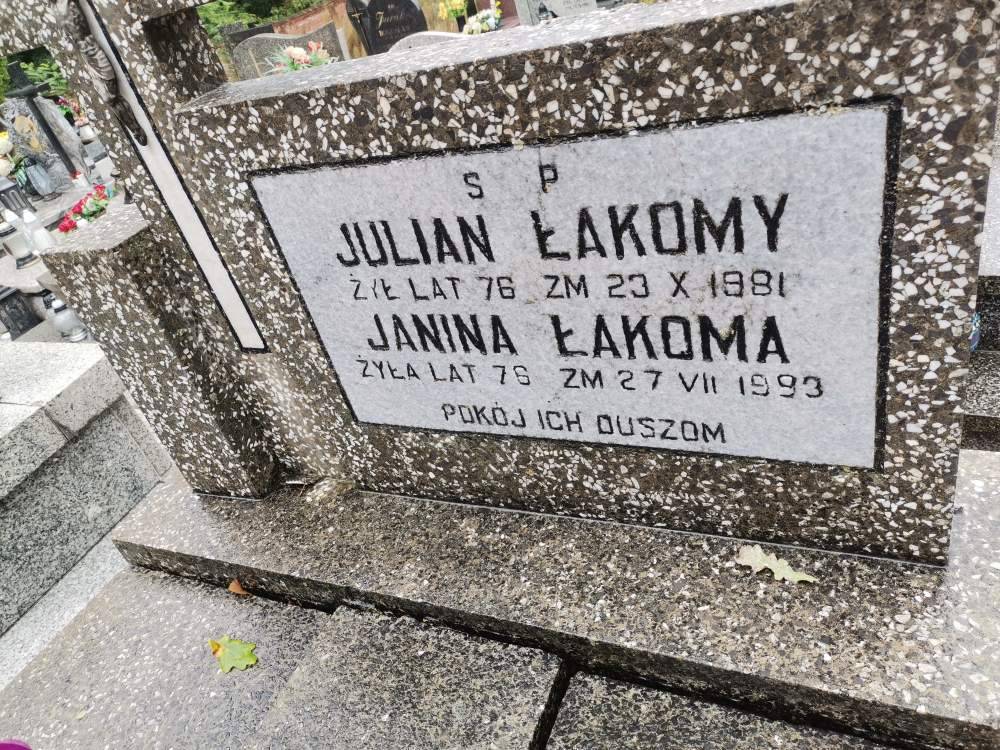 S P
JULIAN ŁAKOMY
ŻYŁ LAT 76 ZM 23 X 1981
JANINA ŁAKOMA
ŻYŁA LAT 76 ZM 27 VII 1993
POKÓJ ICH DUSZOM